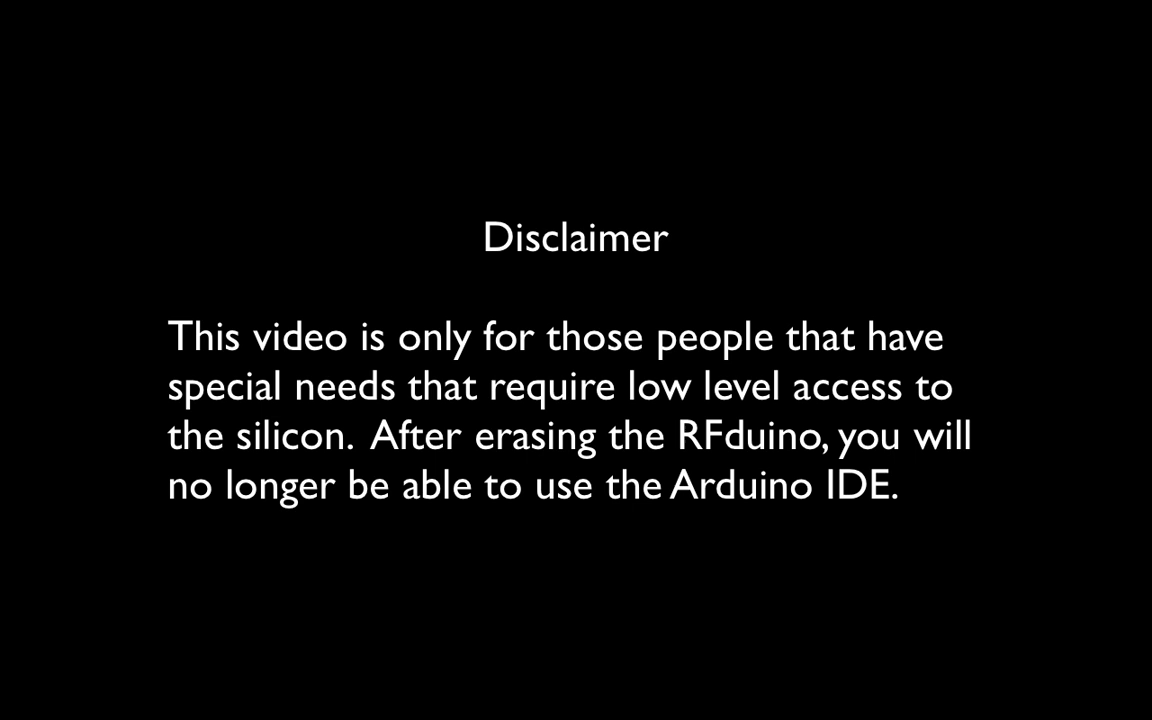 Disclaimer
This video is only for those people that have
special needs that require low level access to
the silicon.  After erasing the RFduino, you will
no longer be able to use the Arduino IDE.